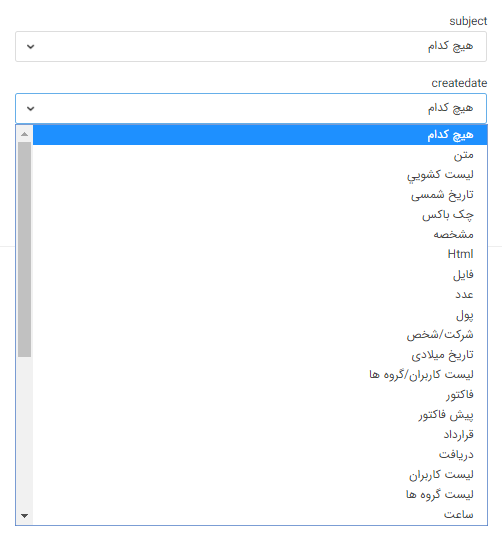 subject
هیچ کدام
createdate
هیچ کدام
هیچ کدام
متن
لیست کشویي
تاریخ شمسی
چک باکس
مشخصه
Html
فایل
عدد
پول
شرکت/شخص
تاریخ میلادی
لیست کاربران/گروه ها
فاکتور
پیش فاکتور
قرارداد
دریافت
لیست کاربران
لیست گروه ها
ساعت